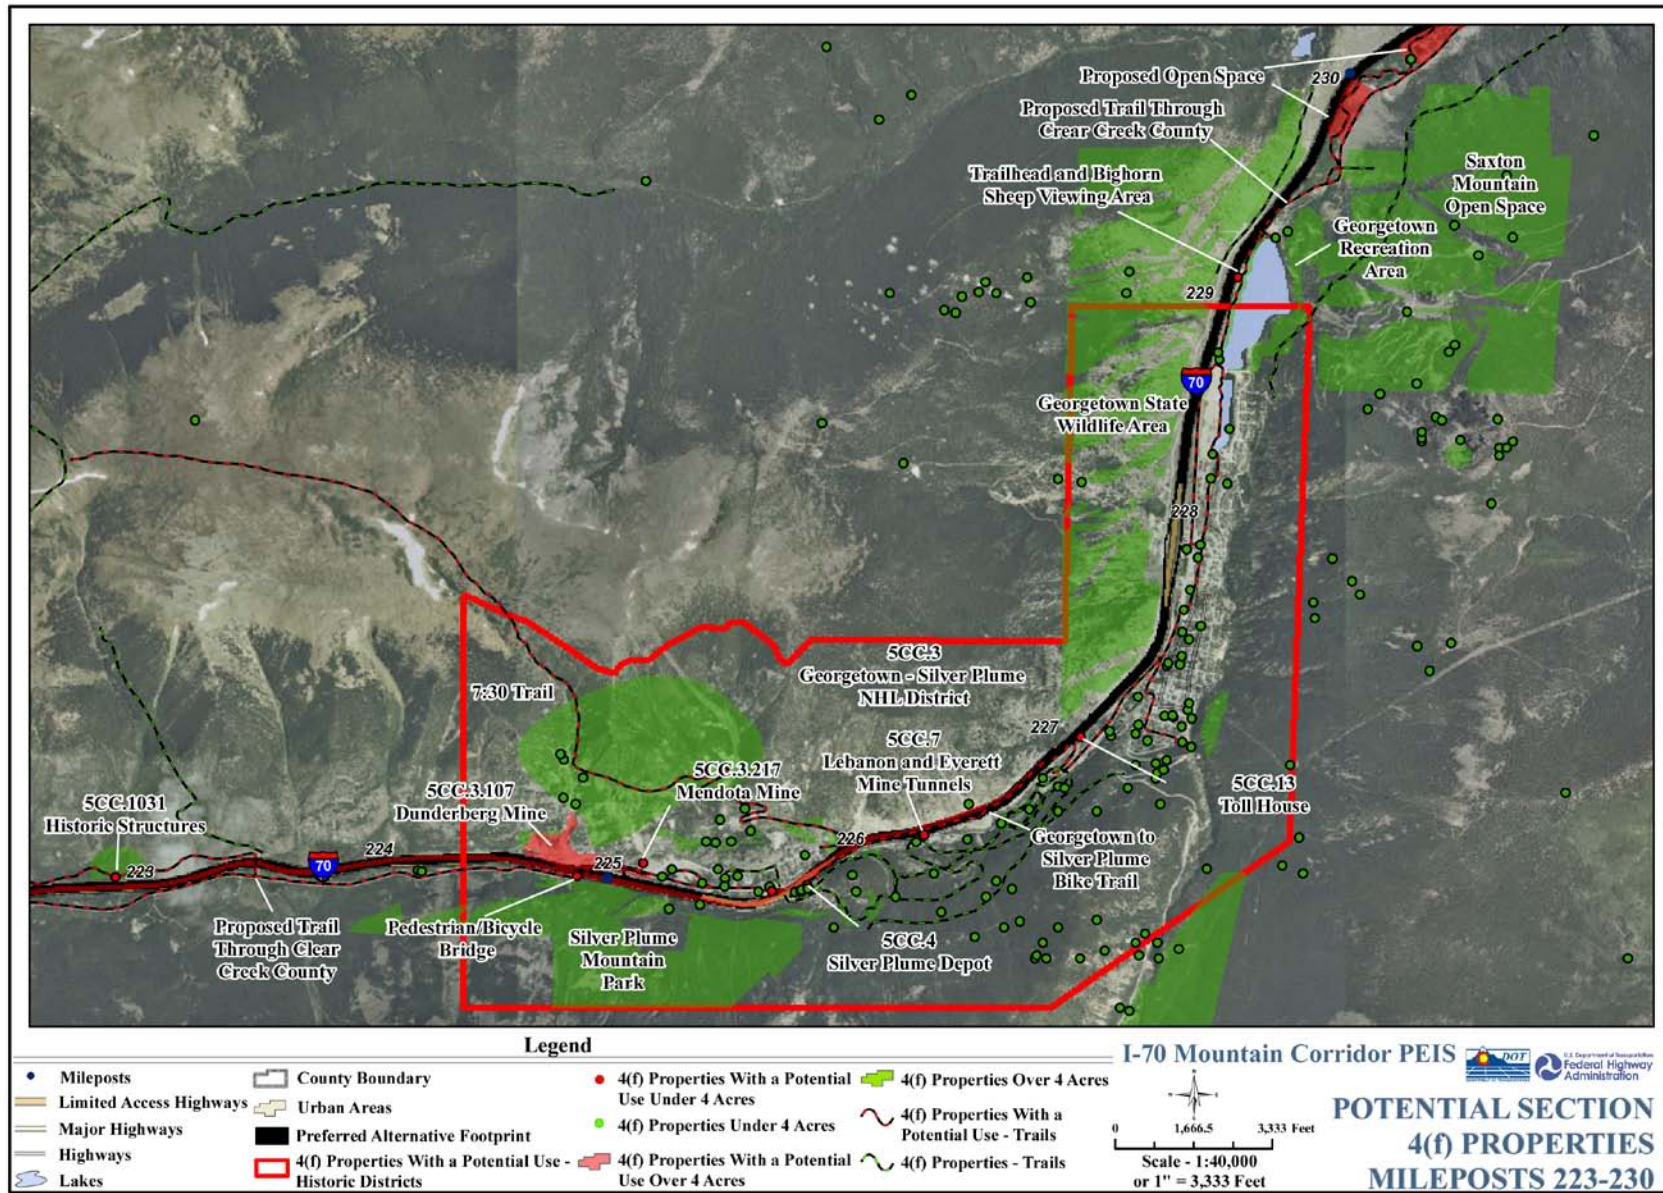 Proposed Open Space
230
Proposed Trail Through
Crear Creek County
Saxton
Mountain
Open Space
Trailhead and Bighorn
Sheep Viewing Area
Georgetown
Recreation
Area
229
70
Georgetown State
Wildlife Area
228
5CC.3
Georgetown - Silver Plume
NHL District
7:30 Trail
227
5CC.7
Lebanon and Everett
Mine Tunnels
5CC.3.217
Mendota Mine
5CC.13
Toll House
5CC.3.107
Dunderberg Mine
5CC.1031
Historic Structures
226
Georgetown to
Silver Plume
Bike Trail
224
225
223
70
Proposed Trail
Through Clear
Creek County
Pedestrian/Bicycle
Bridge
Silver Plume
Mountain
Park
5CC.4
Silver Plume Depot
Legend
Mileposts
Limited Access Highways
Major Highways
Highways
Lakes
County Boundary
Urban Areas
Preferred Alternative Footprint
4(f) Properties With a Potential Use -
Historic Districts
4(f) Properties With a Potential
Use Under 4 Acres
4(f) Properties Under 4 Acres
4(f) Properties With a Potential
Use Over 4 Acres
4(f) Properties Over 4 Acres
4(f) Properties With a
Potential Use - Trails
4(f) Properties - Trails
I-70 Mountain Corridor PEIS
DOT
U.S. Department of Transportation
Federal Highway
Administration
0 1,666.5 3,333 Feet
Scale - 1:40,000
or 1" = 3,333 Feet
POTENTIAL SECTION
4(f) PROPERTIES
MILEPOSTS 223-230